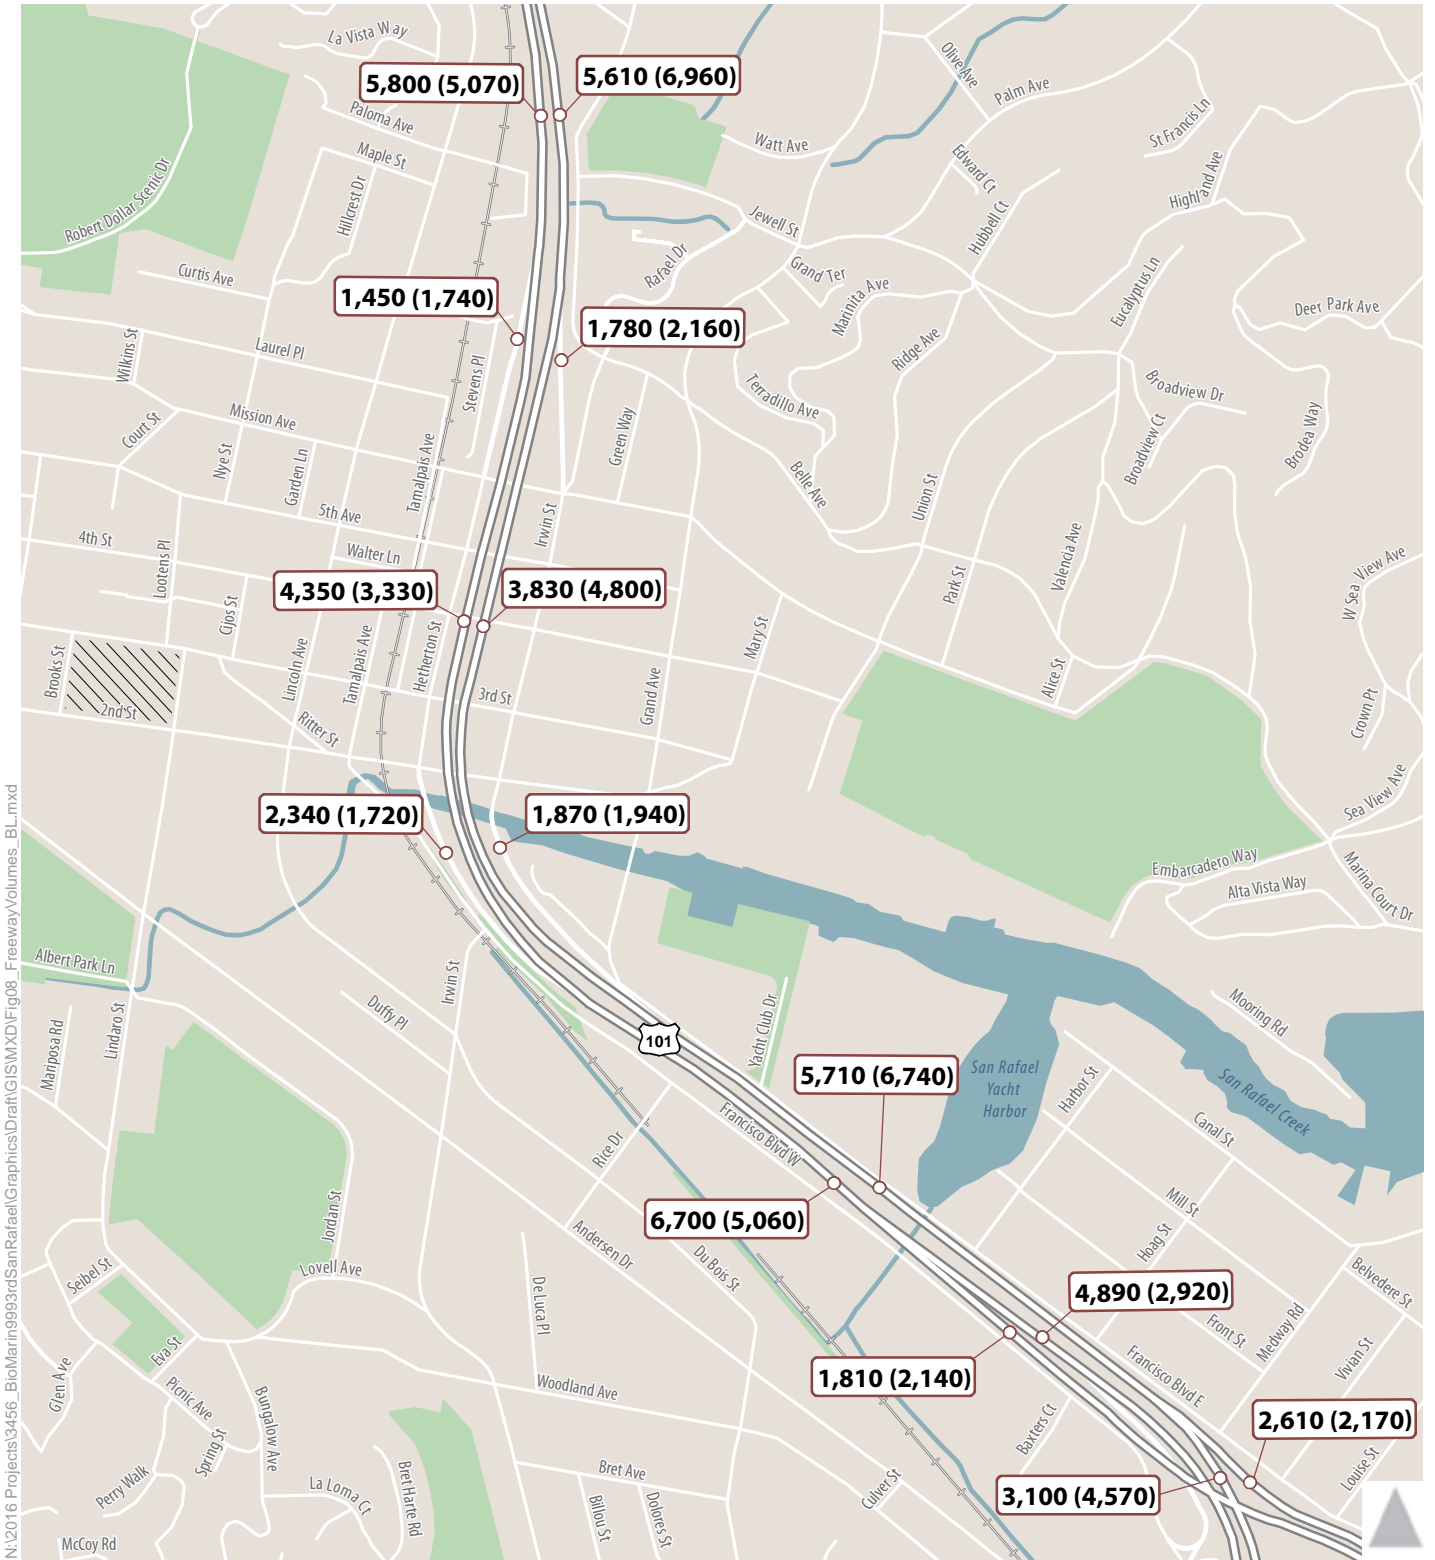 La Vista Way
5,800 (5,070)
5,610 (6,960)
Olive Ave
Palm Ave
Paloma Ave
St Francis Ln
Watt Ave
Maple St
Edward Ct
Highland Ave
Robert Dollar Scenic Dr
Hillcrest Dr
Jewell St
Hubbell Ct
Rafael Dr
Grand Ter
Curtis Ave
Eucalyptus Ln
Marinita Ave
1,450 (1,740)
Deer Park Ave
1,780 (2,160)
Wilkins St
Laurel Pl
Ridge Ave
Stevens Pl
Terradillo Ave
Broadview Dr
Mission Ave
Court St
Green Way
Brodea Way
Broadview Ct
Nye St
Garden Ln
Tamalpais Ave
Belle Ave
Union St
5th Ave
Irwin St
4th St
Walter Ln
Valencia Ave
Lootens Pl
W Sea View Ave
Park St
4,350 (3,330)
3,830 (4,800)
Cijos St
Mary St
Hetherton St
Brooks St
Lincoln Ave
Tamalpais Ave
Alice St
3rd St
Grand Ave
2nd St
Crown Pt
Ritter St
Sea View Ave
2,340 (1,720)
1,870 (1,940)
Embarcadero Way
Alta Vista Way
Marina Court Dr
Albert Park Ln
Irwin St
Duffy Pl
Mooring Rd
Mariposa Rd
Lindaro St
Yacht Club Dr
101
San Rafael
Yacht
Harbor
5,710 (6,740)
Harbor St
San Rafael Creek
Canal St
Francisco Blvd W
Rice Dr
Mill St
Jordan St
6,700 (5,060)
Andersen Dr
Hoag St
Du Bois St
Seibel St
Lovell Ave
Belvedere St
De Luca Pl
4,890 (2,920)
Front St
Medway Rd
Eva St
Vivian St
Glen Ave
1,810 (2,140)
Francisco Blvd E
Woodland Ave
Picnic Ave
Bungalow Ave
2,610 (2,170)
Baxters Ct
Spring St
Bret Ave
Louise St
Perry Walk
La Loma Ct
Bret Harte Rd
Culver St
3,100 (4,570)
Billou St
Dolores St
McCoy Rd
N:\2016 Projects\3456_BioMarin9993rdSanRafael\Graphics\Draft\GIS\MXD\Fig08_FreewayVolumes_BL.mxd